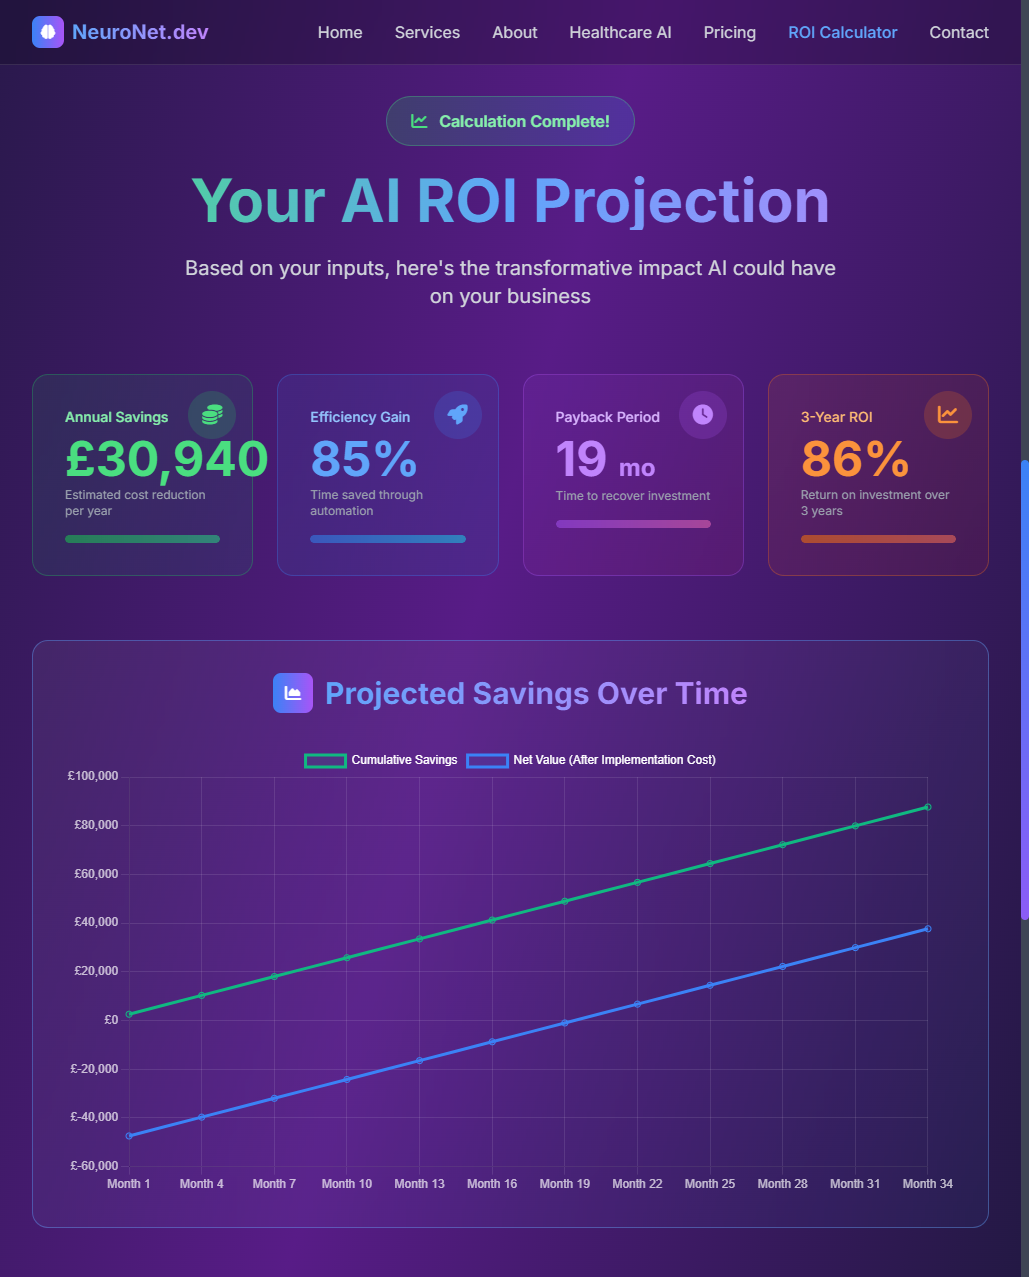 NeuroNet.dev
Home Services About Healthcare AI Pricing ROI Calculator Contact
Calculation Complete!
Your AI ROI Projection
Based on your inputs, here's the transformative impact AI could have
on your business
Annual Savings
£30,940
Estimated cost reduction
per year
Efficiency Gain
85%
Time saved through
automation
Payback Period
19 mo
Time to recover investment
3-Year ROI
86%
Return on investment over
3 years
Projected Savings Over Time
Cumulative Savings Net Value (After Implementation Cost)
£100,000
£80,000
£60,000
£40,000
£20,000
£0
£-20,000
£-40,000
£-60,000
Month 1 Month 4 Month 7 Month 10 Month 13 Month 16 Month 19 Month 22 Month 25 Month 28 Month 31 Month 34